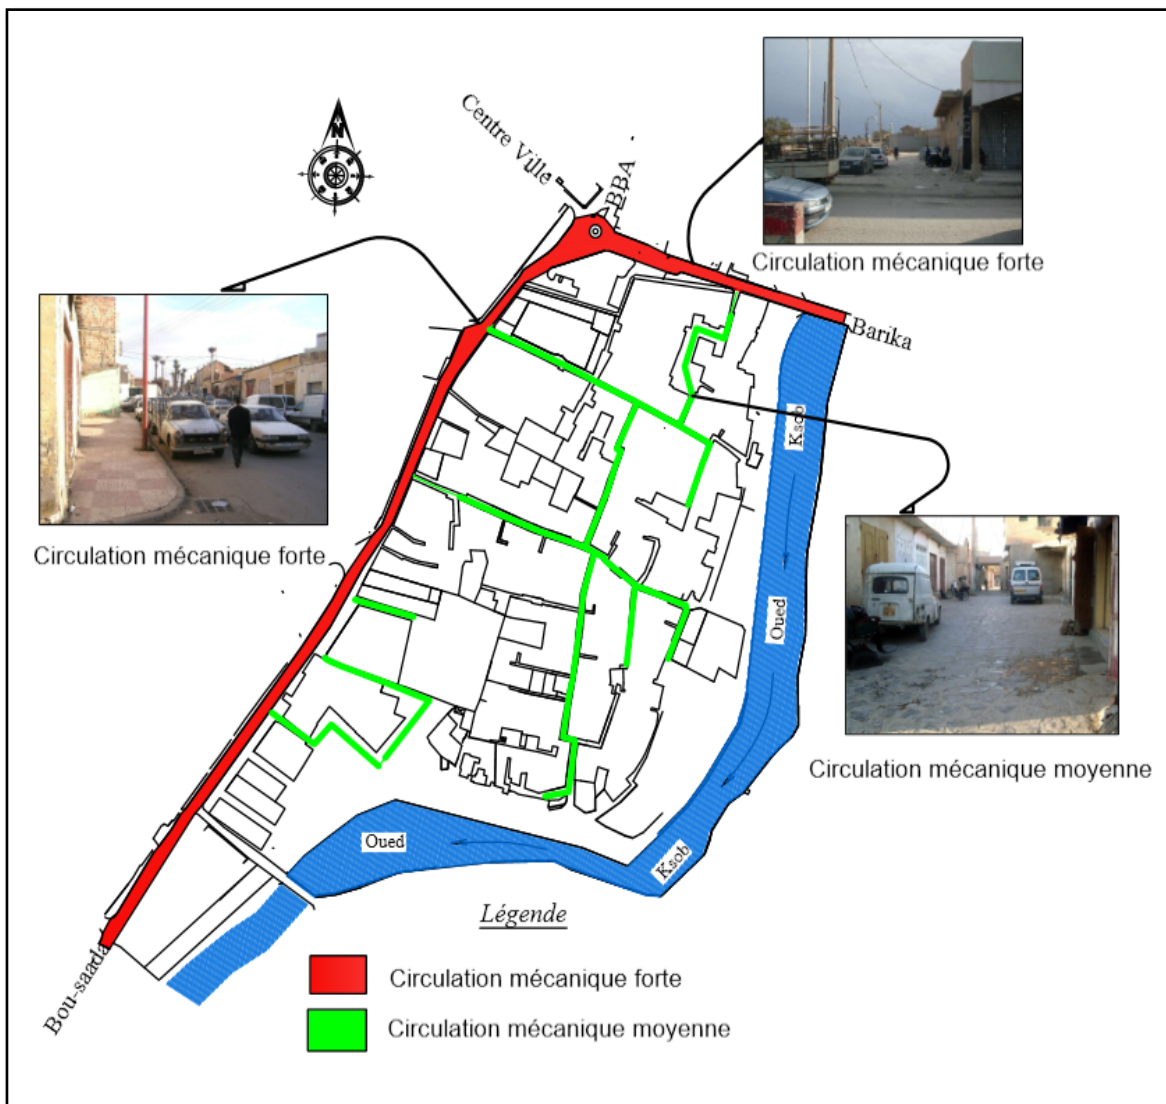 Circulation mécanique forte
Centre Ville
BBA
N
Barika
Circulation mécanique forte
Ksob
Oued
Circulation mécanique moyenne
Oued
Ksob
Bou-saada
Légende
Circulation mécanique forte
Circulation mécanique moyenne